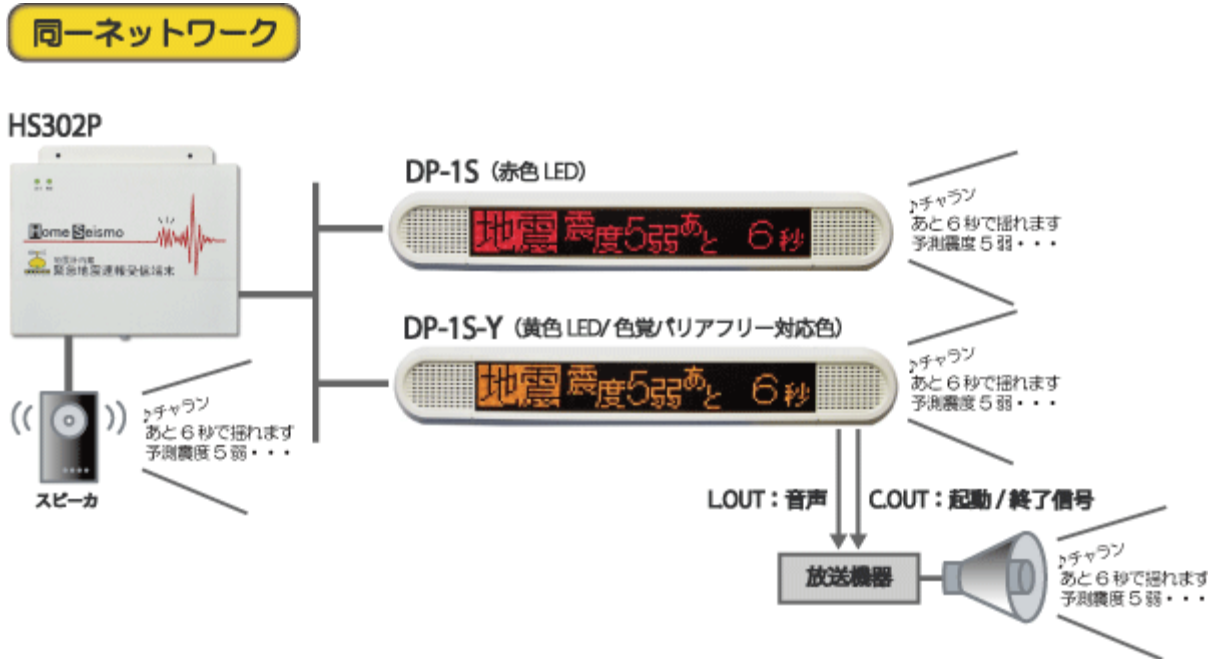 同一ネットワーク
HS302P
Home Seismo
地震計内蔵
緊急地震速報受信端末
スピーカ
♪チャラン
あと6秒で揺れます
予測震度5弱・・・
DP-1S（赤色 LED）
地震 震度5弱あと 6秒
♪チャラン
あと6秒で揺れます
予測震度5弱・・・
DP-1S-Y（黄色 LED/ 色覚バリアフリー対応色）
地震 震度5弱あと 6秒
♪チャラン
あと6秒で揺れます
予測震度5弱・・・
L.OUT：音声
C.OUT：起動 / 終了信号
放送機器
♪チャラン
あと6秒で揺れます
予測震度5弱・・・